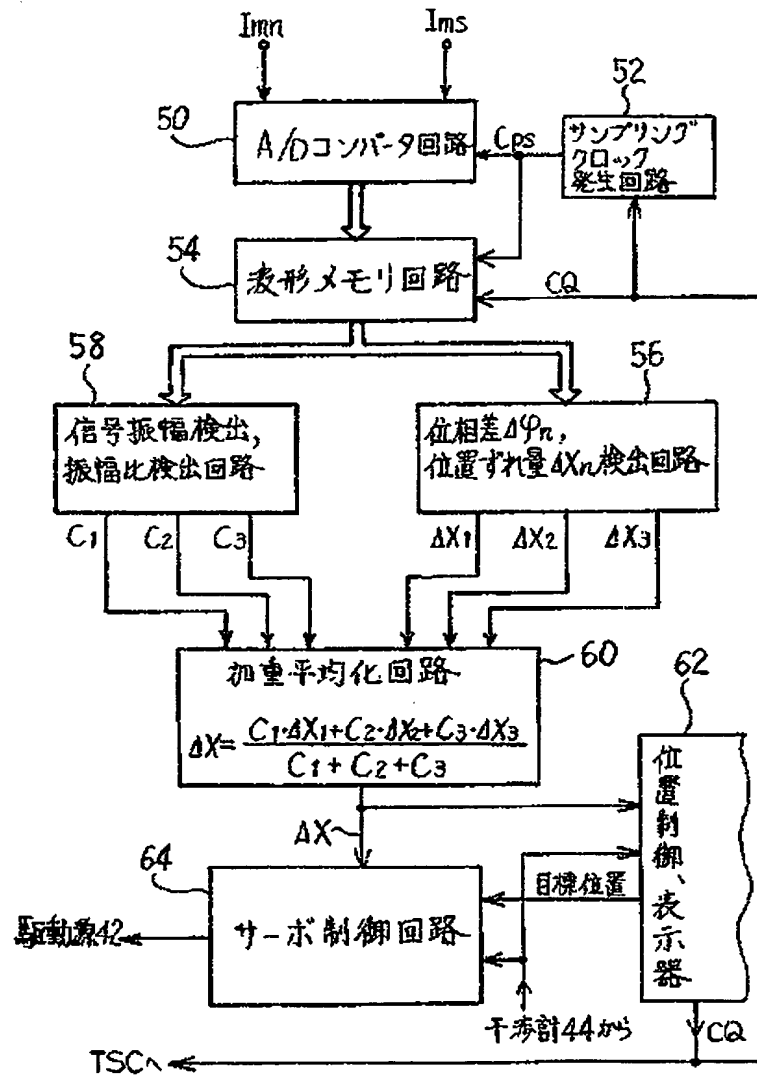 Imn
Ims
50
A/Dコンバータ回路
Cps
52
サンプリング
クロック
発生回路
54
波形メモリ回路
CQ
58
信号振幅検出,
振幅比検出回路
56
位相差Δφn,
位置ずれ量ΔXn検出回路
C1
C2
C3
ΔX1
ΔX2
ΔX3
60
加重平均化回路
ΔX=
C1・ΔX1+C2・ΔX2+C3・ΔX3
C1+C2+C3
62
位置制御、表示器
ΔX
64
サーボ制御回路
目標位置
駆動源42
干渉計44から
CQ
TSCへ